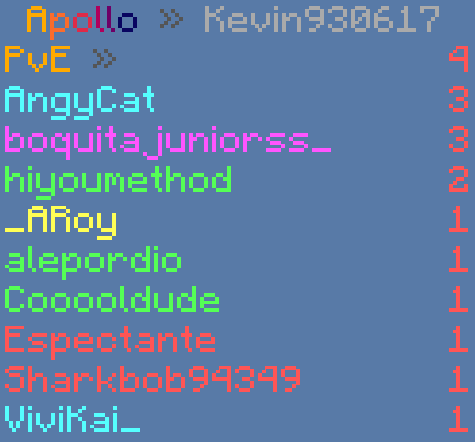 Apollo » Kevin930617
PvE » 4
AngyCat 3
boquita_juniorss_ 3
hiyoumethod 2
_ARoy 1
alepordio 1
Cooooldude 1
Espectante 1
Sharkbob94349 1
ViviKai_ 1